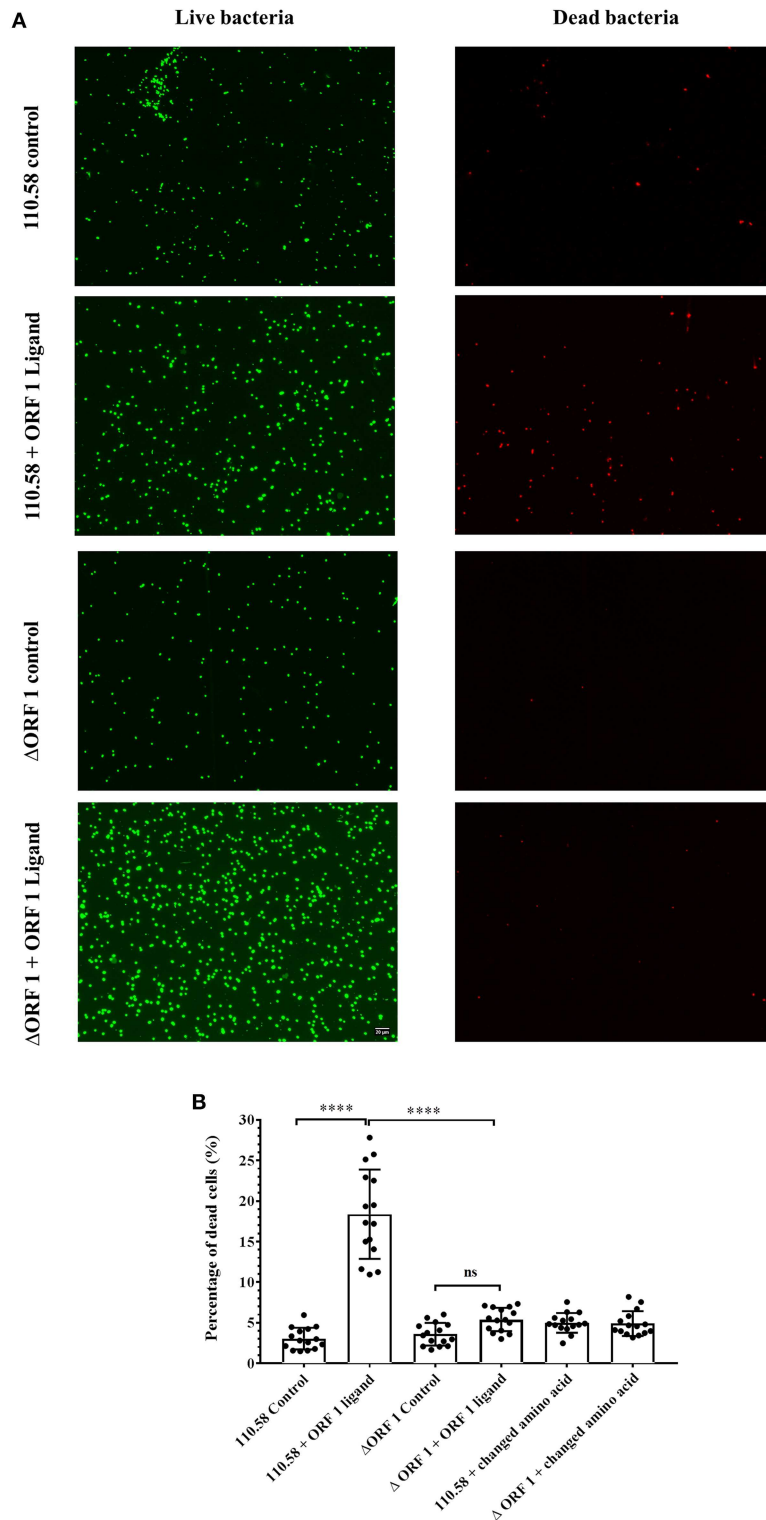 A
Live bacteria
Dead bacteria
110.58 control
110.58 + ORF 1 Ligand
ΔORF 1 control
ΔORF 1 + ORF 1 Ligand
20 µm
B
****
****
ns
Percentage of dead cells (%)
30
25
20
15
10
5
0
110.58 Control
110.58 + ORF 1 ligand
ΔORF 1 Control
Δ ORF 1 + ORF 1 ligand
110.58 + changed amino acid
Δ ORF 1 + changed amino acid